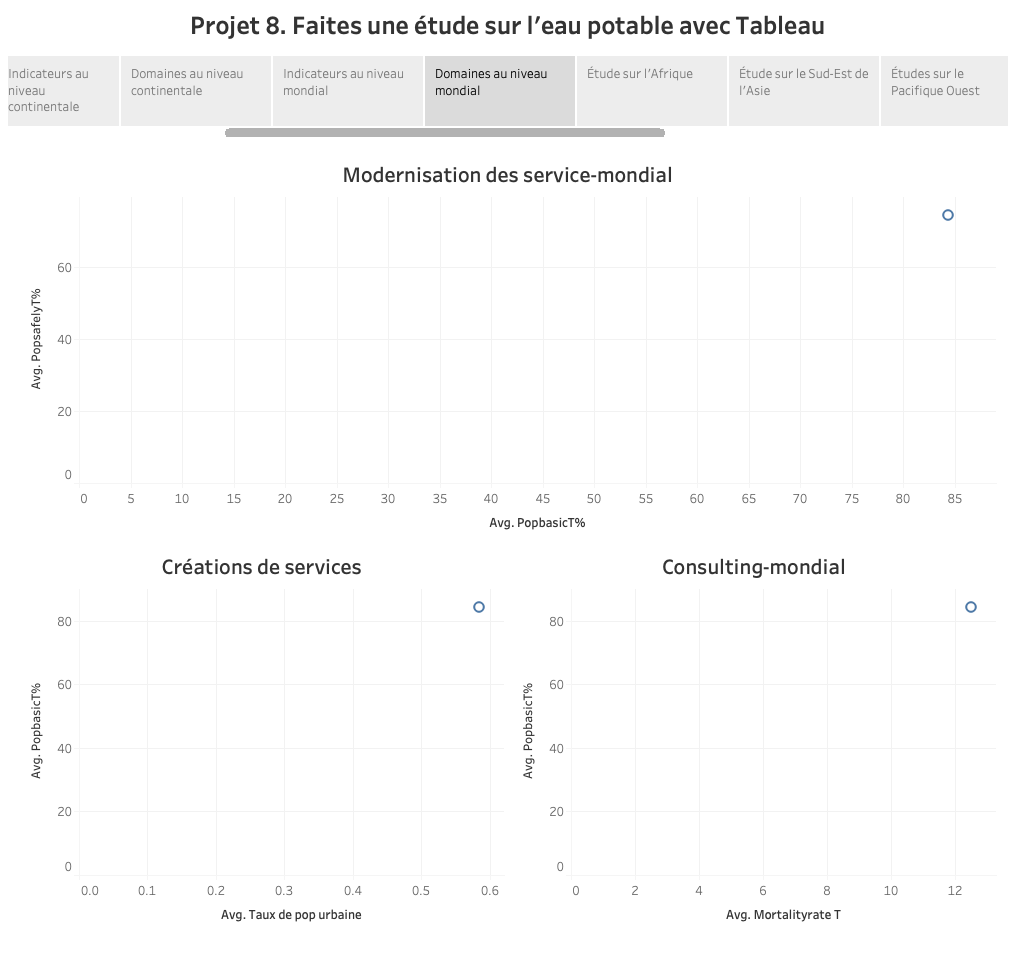 Projet 8. Faites une étude sur l’eau potable avec Tableau
Indicateurs au
niveau
continentale
Domaines au niveau
continentale
Indicateurs au niveau
mondial
Domaines au niveau
mondial
Étude sur l’Afrique
Étude sur le Sud-Est de
l’Asie
Études sur le
Pacifique Ouest
Modernisation des service-mondial
Avg. PopsafelyT%
60
40
20
0
0 5 10 15 20 25 30 35 40 45 50 55 60 65 70 75 80 85
Avg. PopbasicT%
Créations de services
Avg. PopbasicT%
80
60
40
20
0
0.0 0.1 0.2 0.3 0.4 0.5 0.6
Avg. Taux de pop urbaine
Consulting-mondial
Avg. PopbasicT%
80
60
40
20
0
0 2 4 6 8 10 12
Avg. Mortalityrate T